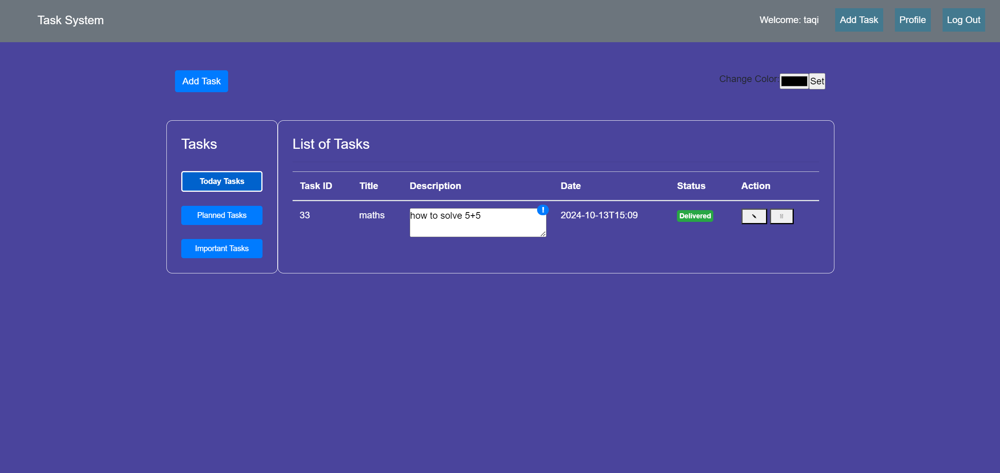 Task System
Welcome: taqi
Add Task
Profile
Log Out
Add Task
Change Color:
Set
Tasks
Today Tasks
Planned Tasks
Important Tasks
List of Tasks
Task ID Title Description Date Status Action
33 maths how to solve 5+5 ! 2024-10-13T15:09 Delivered